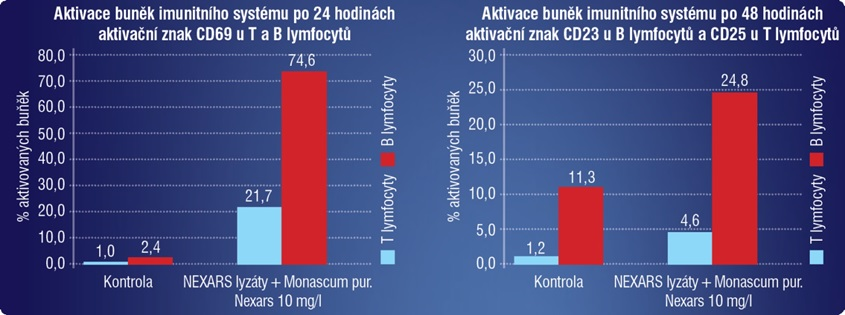 Aktivace buněk imunitního systému po 24 hodinách
aktivační znak CD69 u T a B lymfocytů
% aktivovaných buněk
80,0
70,0
60,0
50,0
40,0
30,0
20,0
10,0
0,0
1,0
2,4
21,7
74,6
Kontrola
NEXARS lyzáty + Monascum pur.
Nexars 10 mg/l
T lymfocyty
B lymfocyty
Aktivace buněk imunitního systému po 48 hodinách
aktivační znak CD23 u B lymfocytů a CD25 u T lymfocytů
% aktivovaných buněk
30,0
25,0
20,0
15,0
10,0
5,0
0,0
1,2
11,3
4,6
24,8
Kontrola
NEXARS lyzáty + Monascum pur.
Nexars 10 mg/l
T lymfocyty
B lymfocyty